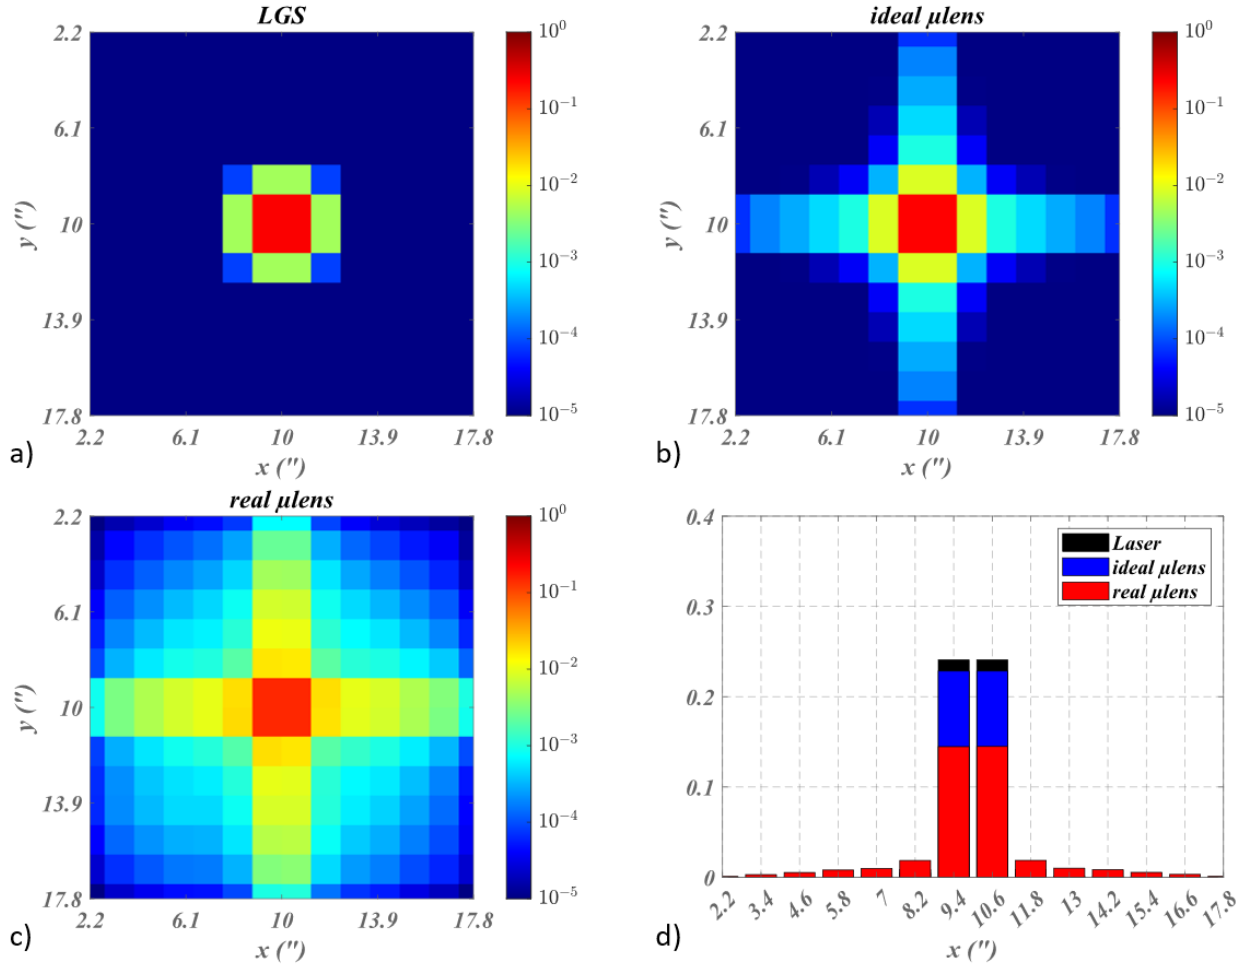 LGS
2.2
6.1
10
13.9
17.8
y (")
2.2 6.1 10 13.9 17.8
x (")
10^0
10^-1
10^-2
10^-3
10^-4
10^-5
a)
ideal μlens
2.2
6.1
10
13.9
17.8
y (")
2.2 6.1 10 13.9 17.8
x (")
10^0
10^-1
10^-2
10^-3
10^-4
10^-5
b)
real μlens
2.2
6.1
10
13.9
17.8
y (")
2.2 6.1 10 13.9 17.8
x (")
10^0
10^-1
10^-2
10^-3
10^-4
10^-5
c)
0.4
0.3
0.2
0.1
0
Laser
ideal μlens
real μlens
2.2 3.4 4.6 5.8 7 8.2 9.4 10.6 11.8 13 14.2 15.4 16.6 17.8
x (")
d)